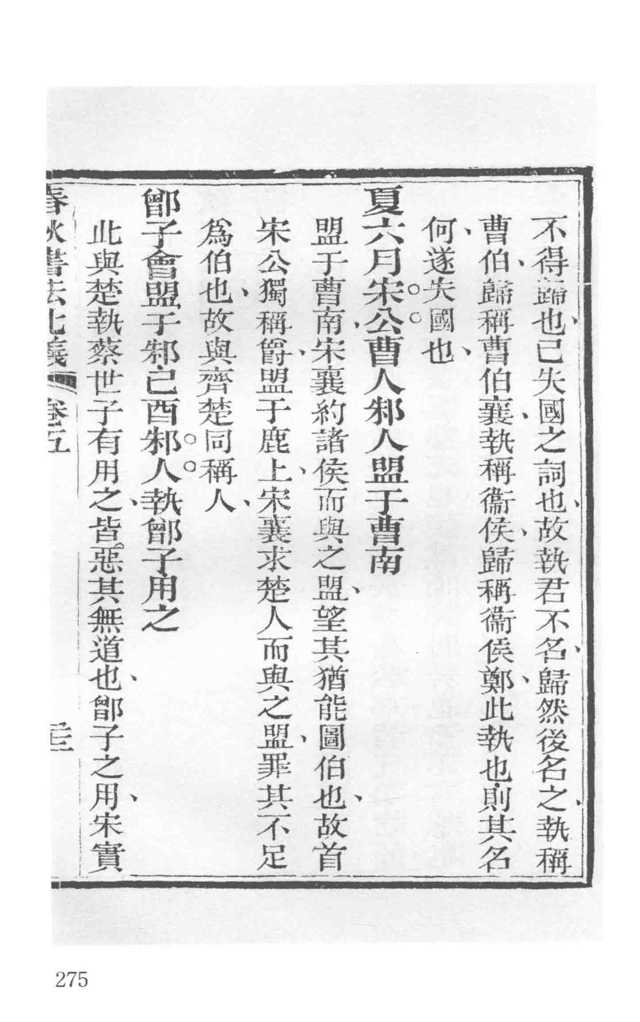 不得歸也己失國之詞也故執君不名歸然後名之執稱
曹伯歸稱曹伯襄執稱衞侯歸稱衞侯鄭此執也則其名
何遂失國也
夏六月宋公曹人邾人盟于曹南
盟于曹南宋襄約諸侯而與之盟望其猶能圖伯也故首
宋公獨稱爵盟于鹿上宋襄求楚人而與之盟罪其不足
爲伯也故與齊楚同稱人
鄫子會盟于邾己酉邾人執鄫子用之
此與楚執蔡世子有用之皆惡其無道也鄫子之用宋實
春秋書法比義 卷五
275